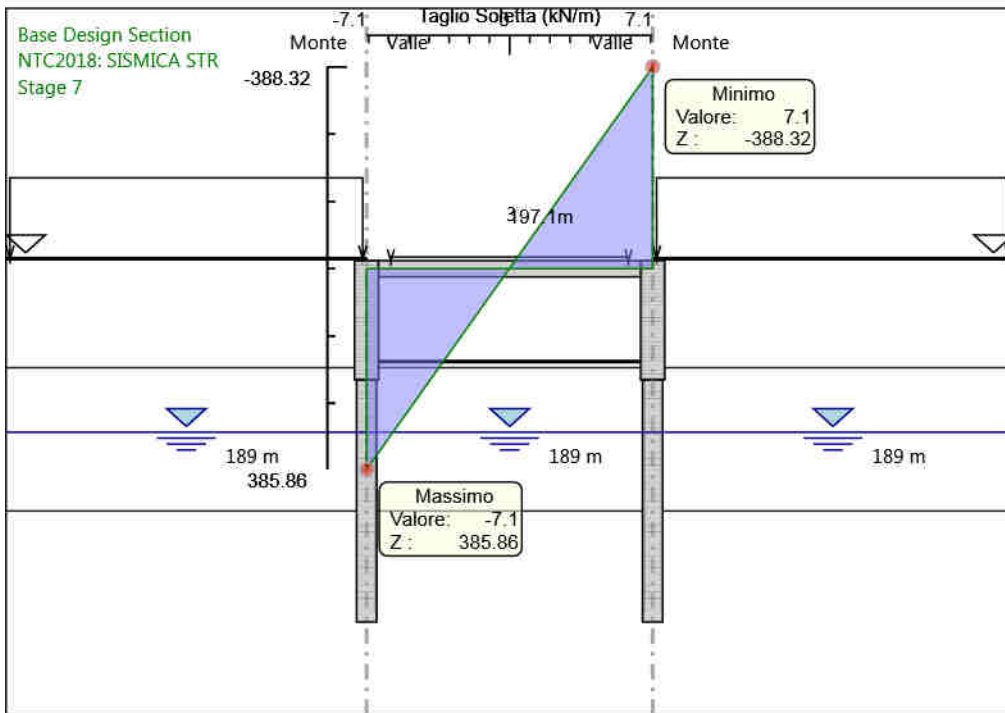 Base Design Section
NTC2018: SISMICA STR
Stage 7
-7.1 Taglio Soletta (kN/m) 7.1
Monte Valle Valle Monte
-388.32
Minimo
Valore: 7.1
Z : -388.32
197.1m
189 m 189 m 189 m
385.86
Massimo
Valore: -7.1
Z : 385.86